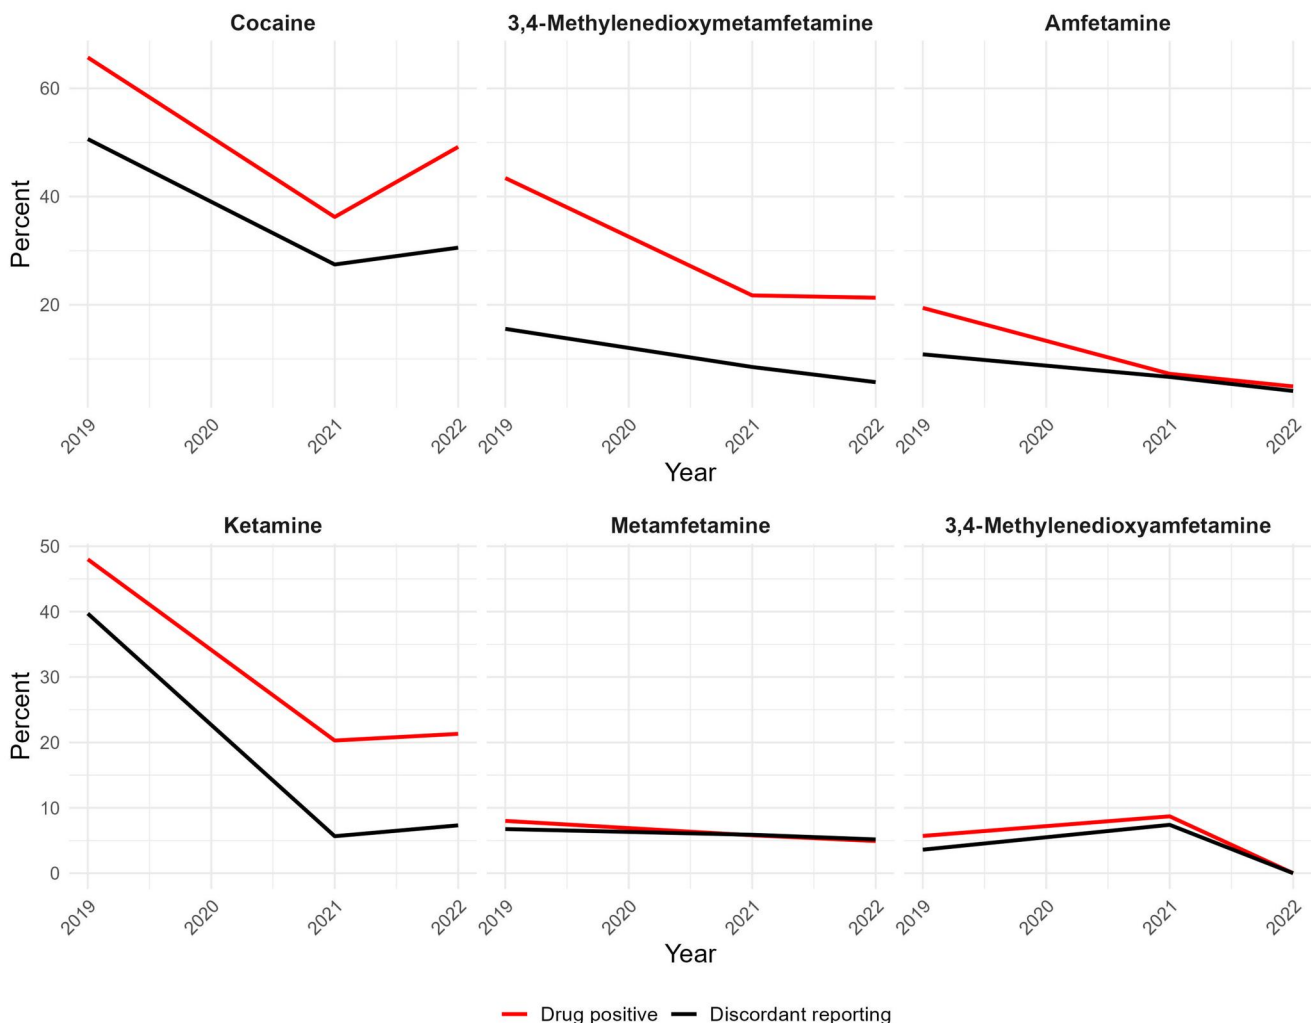 Cocaine 3,4-Methylenedioxymetamfetamine Amfetamine
60
40
20
Percent
2019 2020 2021 2022 2019 2020 2021 2022 2019 2020 2021 2022
Year
Ketamine Metamfetamine 3,4-Methylenedioxyamfetamine
50
40
30
20
10
0
Percent
2019 2020 2021 2022 2019 2020 2021 2022 2019 2020 2021 2022
Year
Drug positive Discordant reporting